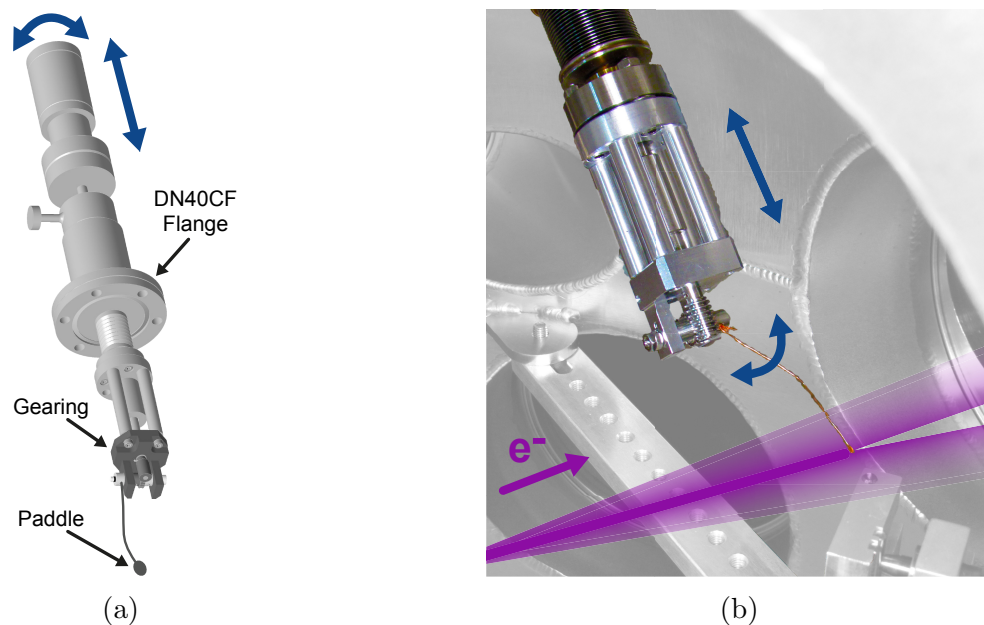 DN40CF
Flange
Gearing
Paddle
e-
(a)
(b)